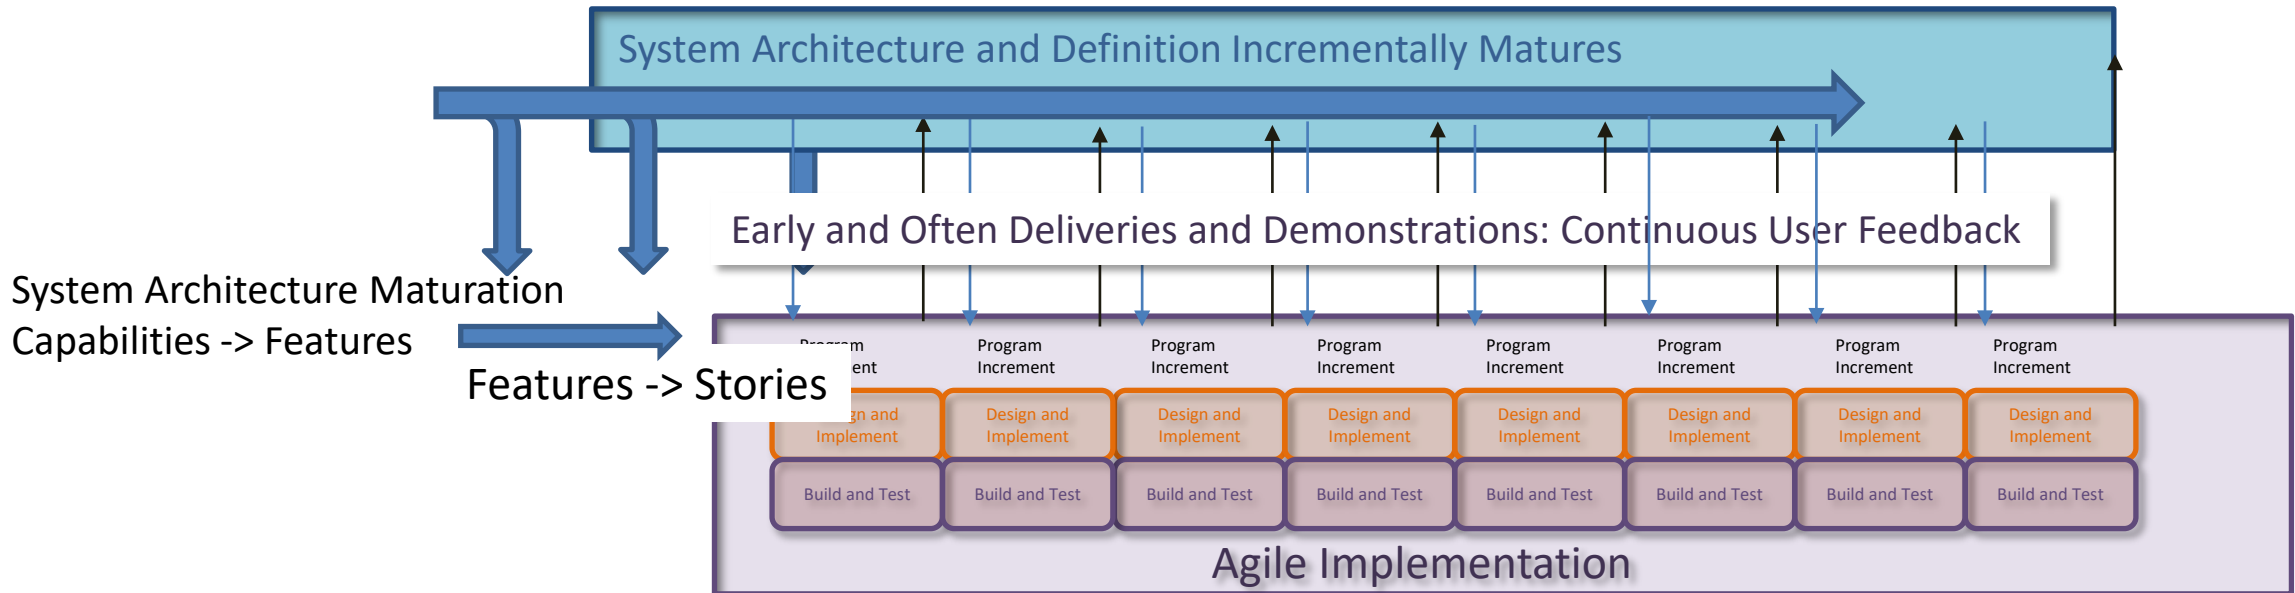 System Architecture and Definition Incrementally Matures
Early and Often Deliveries and Demonstrations: Continuous User Feedback
System Architecture Maturation
Capabilities -> Features
Features -> Stories
Program
Increment
Program
Increment
Program
Increment
Program
Increment
Program
Increment
Program
Increment
Program
Increment
Program
Increment
Design and
Implement
Design and
Implement
Design and
Implement
Design and
Implement
Design and
Implement
Design and
Implement
Design and
Implement
Design and
Implement
Build and Test
Build and Test
Build and Test
Build and Test
Build and Test
Build and Test
Build and Test
Build and Test
Agile Implementation